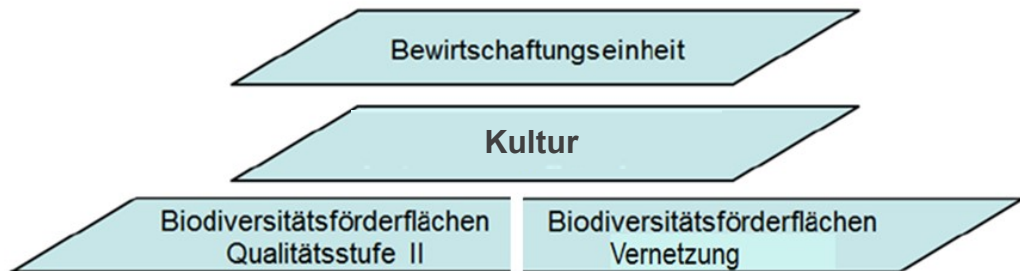 Bewirtschaftungseinheit
Kultur
Biodiversitätsförderflächen
Qualitätsstufe II
Biodiversitätsförderflächen
Vernetzung